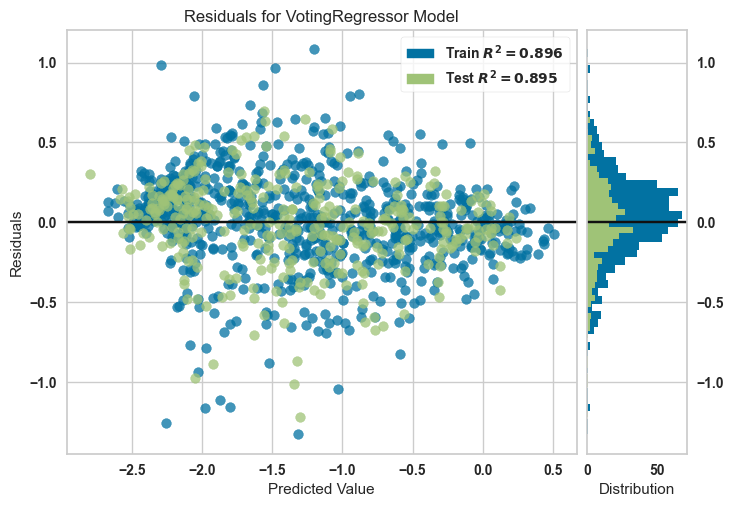 Residuals for VotingRegressor Model
Train R² = 0.896
Test R² = 0.895
Residuals
1.0
0.5
0.0
−0.5
−1.0
1.0
0.5
0.0
−0.5
−1.0
−2.5 −2.0 −1.5 −1.0 −0.5 0.0 0.5
0 50
Predicted Value
Distribution